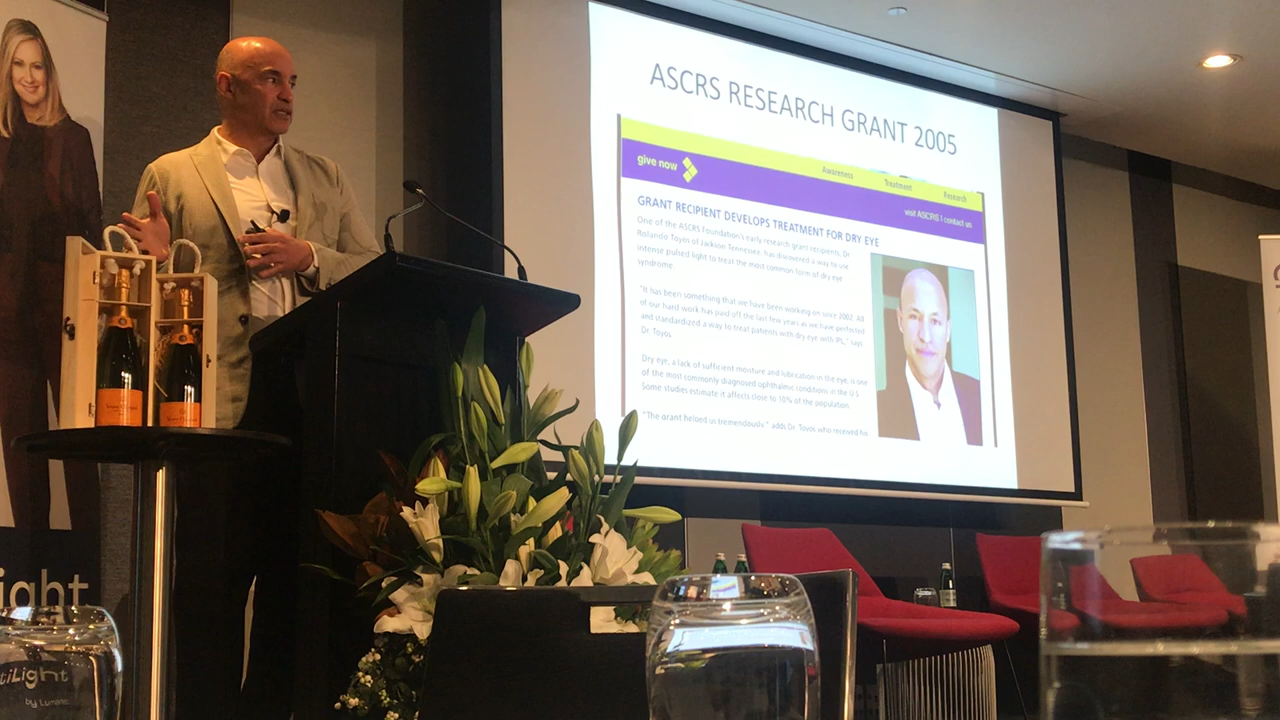 ASCRS RESEARCH GRANT 2005
give now
Awareness
Treatment
Research
visit ASCRS | contact us
GRANT RECIPIENT DEVELOPS TREATMENT FOR DRY EYE
One of the ASCRS Foundation's early research grant recipients, Dr
Rolando Toyos of Jackson Tennessee, has discovered a way to use
intense pulsed light to treat the most common form of dry eye
syndrome.
"It has been something that we have been working on since 2002. All
of our hard work has paid off the last few years as we have perfected
and standardized a way to treat patients with dry eye with IPL," says
Dr. Toyos.
Dry eye, a lack of sufficient moisture and lubrication in the eye, is one
of the most commonly diagnosed ophthalmic conditions in the U.S.
Some studies estimate it affects close to 10% of the population.
"The grant helped us tremendously." adds Dr. Toyos who received his
ight
tiLight
by Lumenis